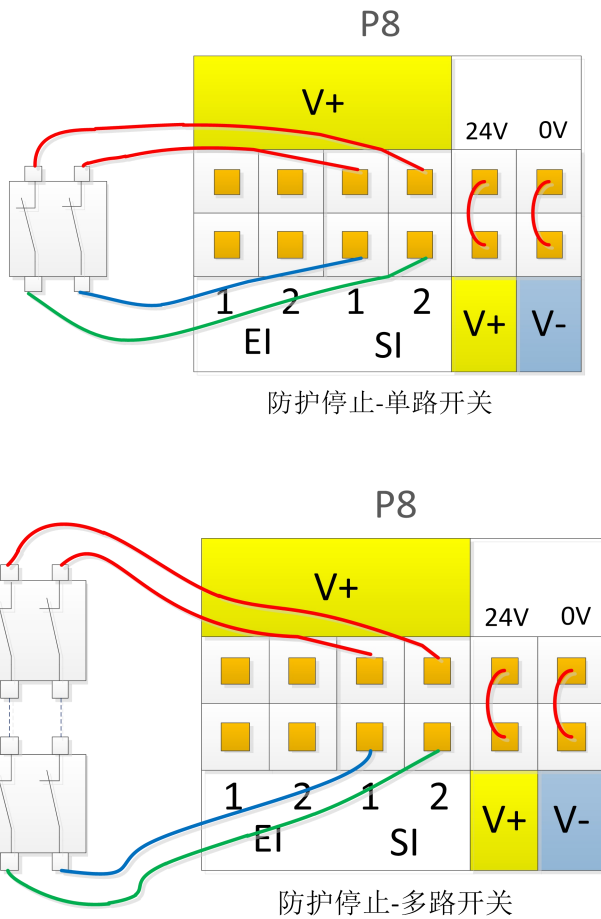 P8
V+
24V 0V
1 2 1 2
EI SI
V+ V-
防护停止-单路开关
P8
V+
24V 0V
1 2 1 2
EI SI
V+ V-
防护停止-多路开关